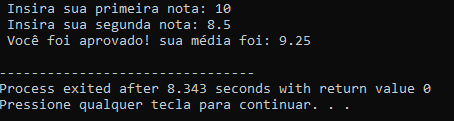 Insira sua primeira nota: 10
Insira sua segunda nota: 8.5
Você foi aprovado! sua média foi: 9.25
--------------------------------
Process exited after 8.343 seconds with return value 0
Pressione qualquer tecla para continuar. . .